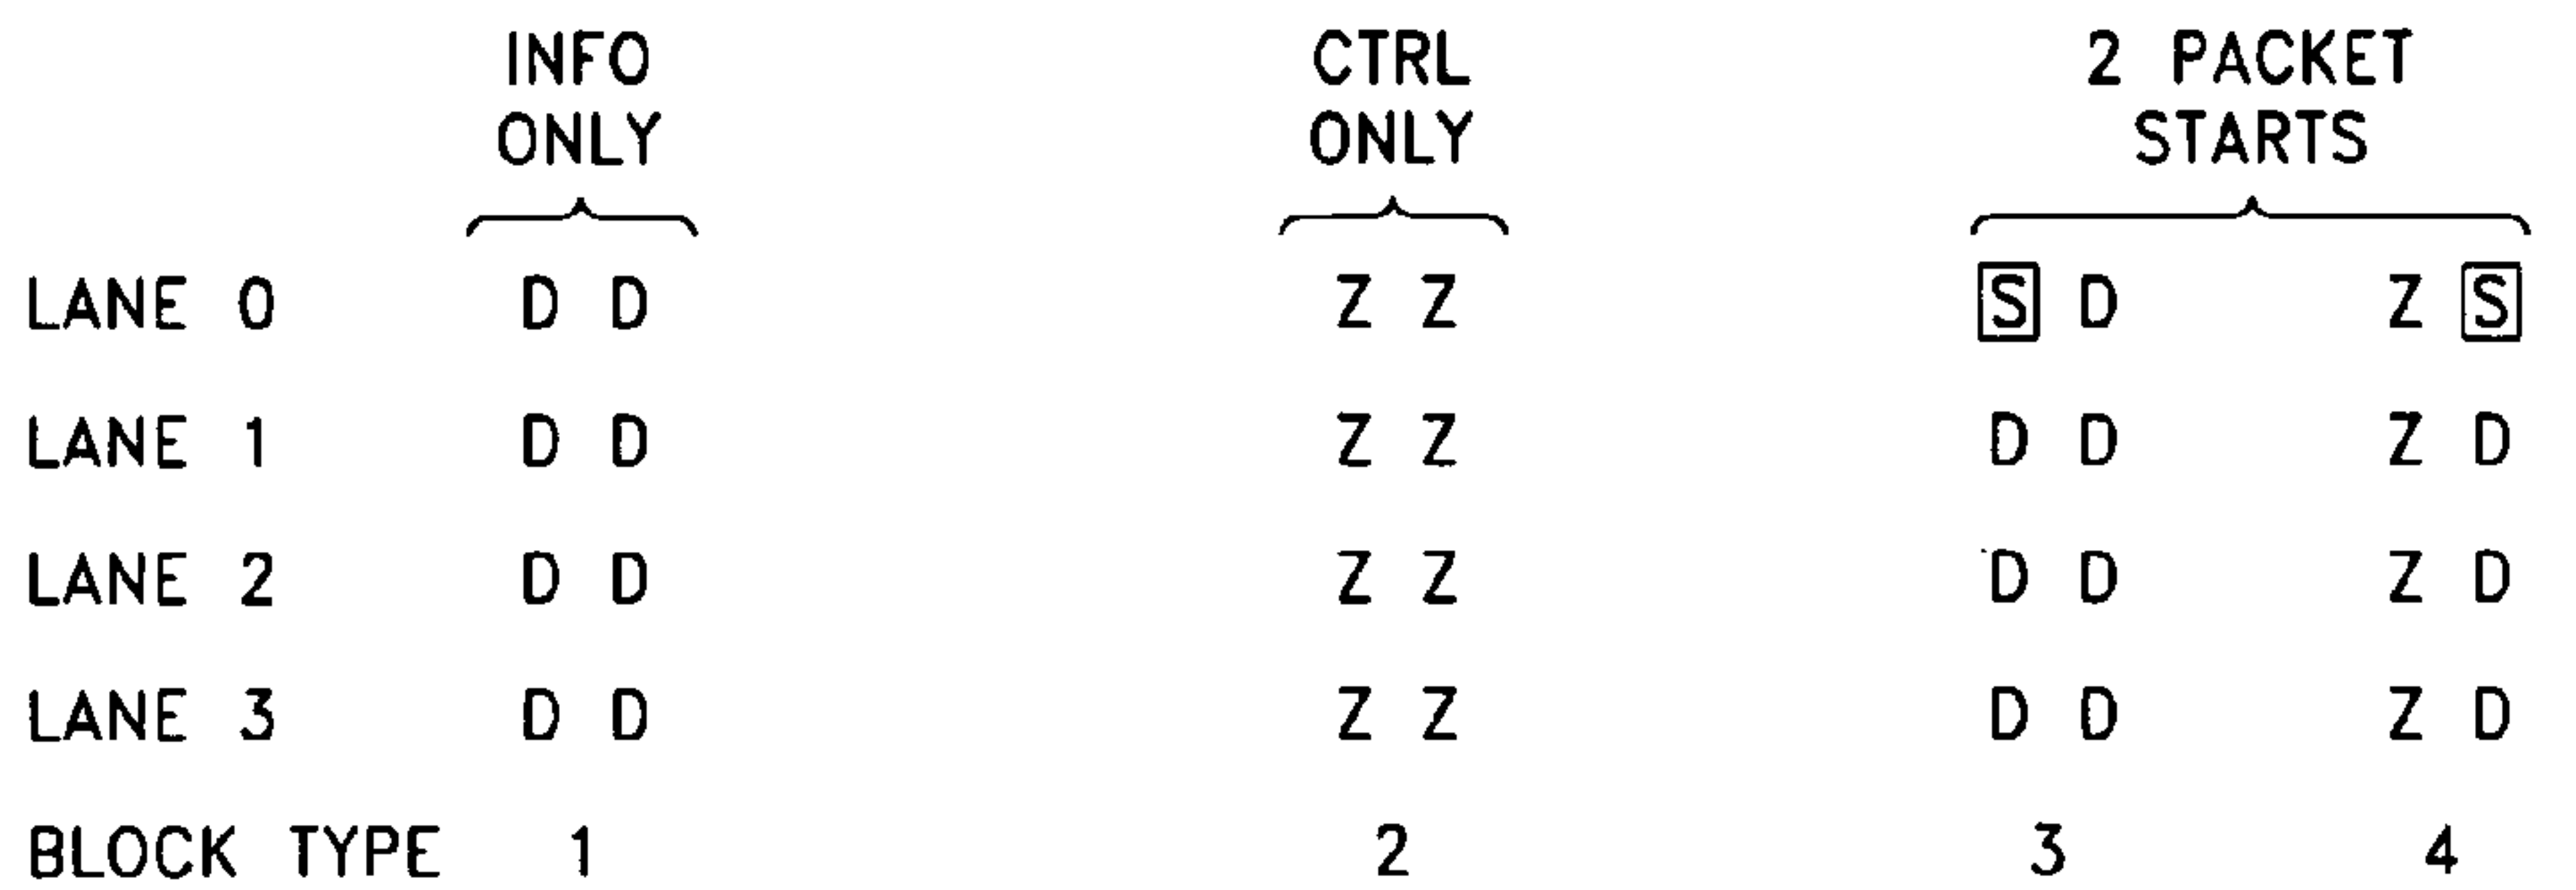 INFO CTRL 2 PACKET
ONLY ONLY STARTS
LANE 0 D D Z Z S D Z S
LANE 1 D D Z Z D D Z D
LANE 2 D D Z Z D D Z D
LANE 3 D D Z Z D D Z D
BLOCK TYPE 1 2 3 4